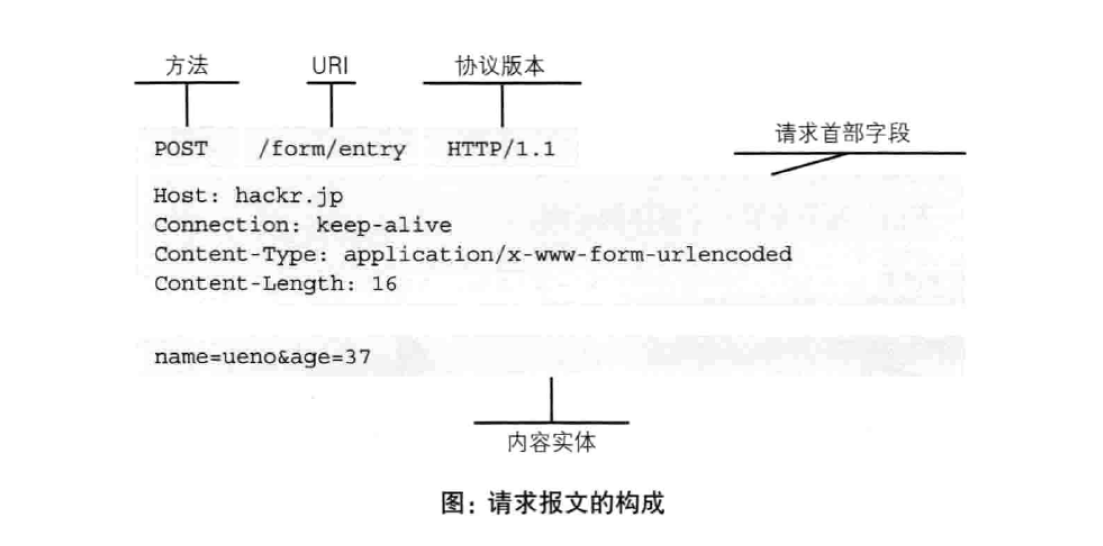 方法 URI 协议版本
请求首部字段
POST /form/entry HTTP/1.1
Host: hackr.jp
Connection: keep-alive
Content-Type: application/x-www-form-urlencoded
Content-Length: 16
name=ueno&age=37
内容实体
图：请求报文的构成